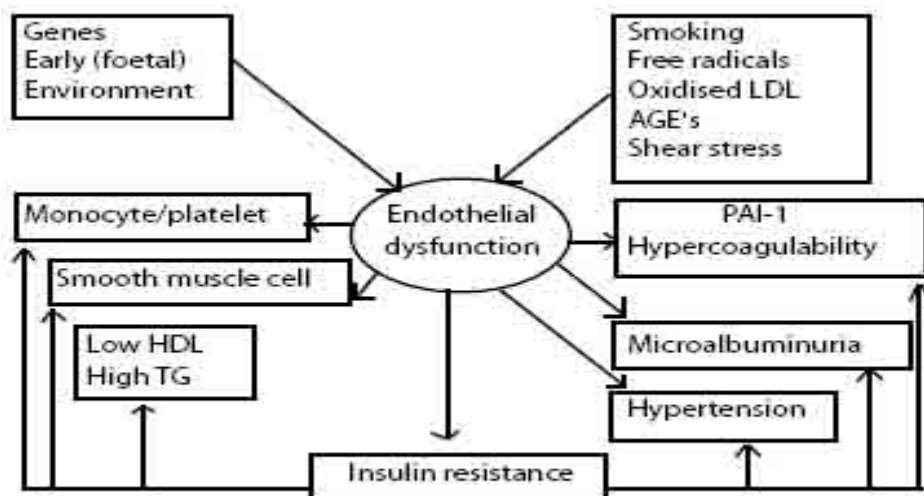 Genes
Early (foetal)
Environment
Smoking
Free radicals
Oxidised LDL
AGE's
Shear stress
Endothelial
dysfunction
Monocyte/platelet
PAI-1
Hypercoagulability
Smooth muscle cell
Low HDL
High TG
Microalbuminuria
Hypertension
Insulin resistance